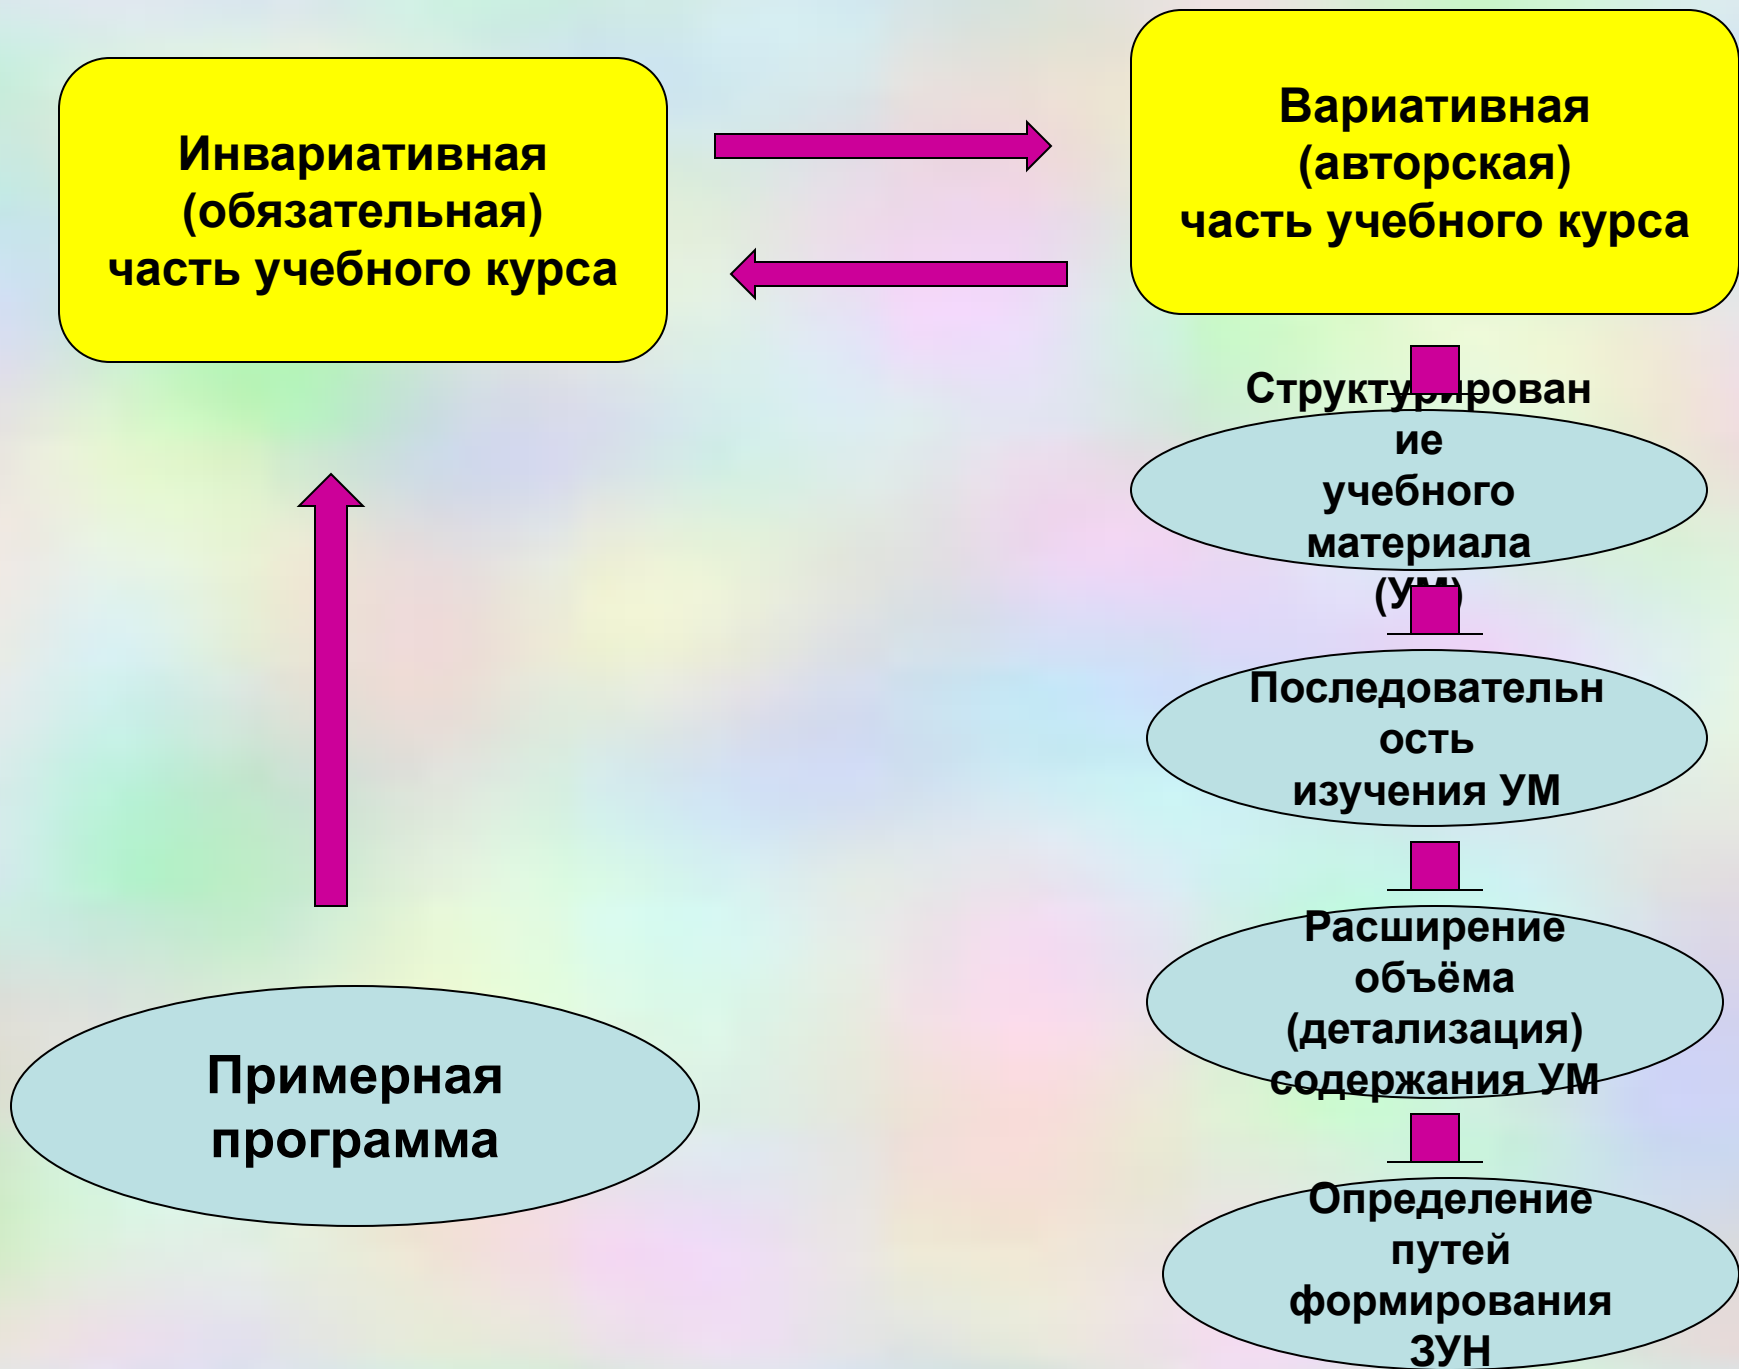 Инвариативная
(обязательная)
часть учебного курса
Вариативная
(авторская)
часть учебного курса
Структурирован
ие
учебного
материала
(УМ)
Последовательн
ость
изучения УМ
Расширение
объёма
(детализация)
содержания УМ
Определение
путей
формирования
ЗУН
Примерная
программа